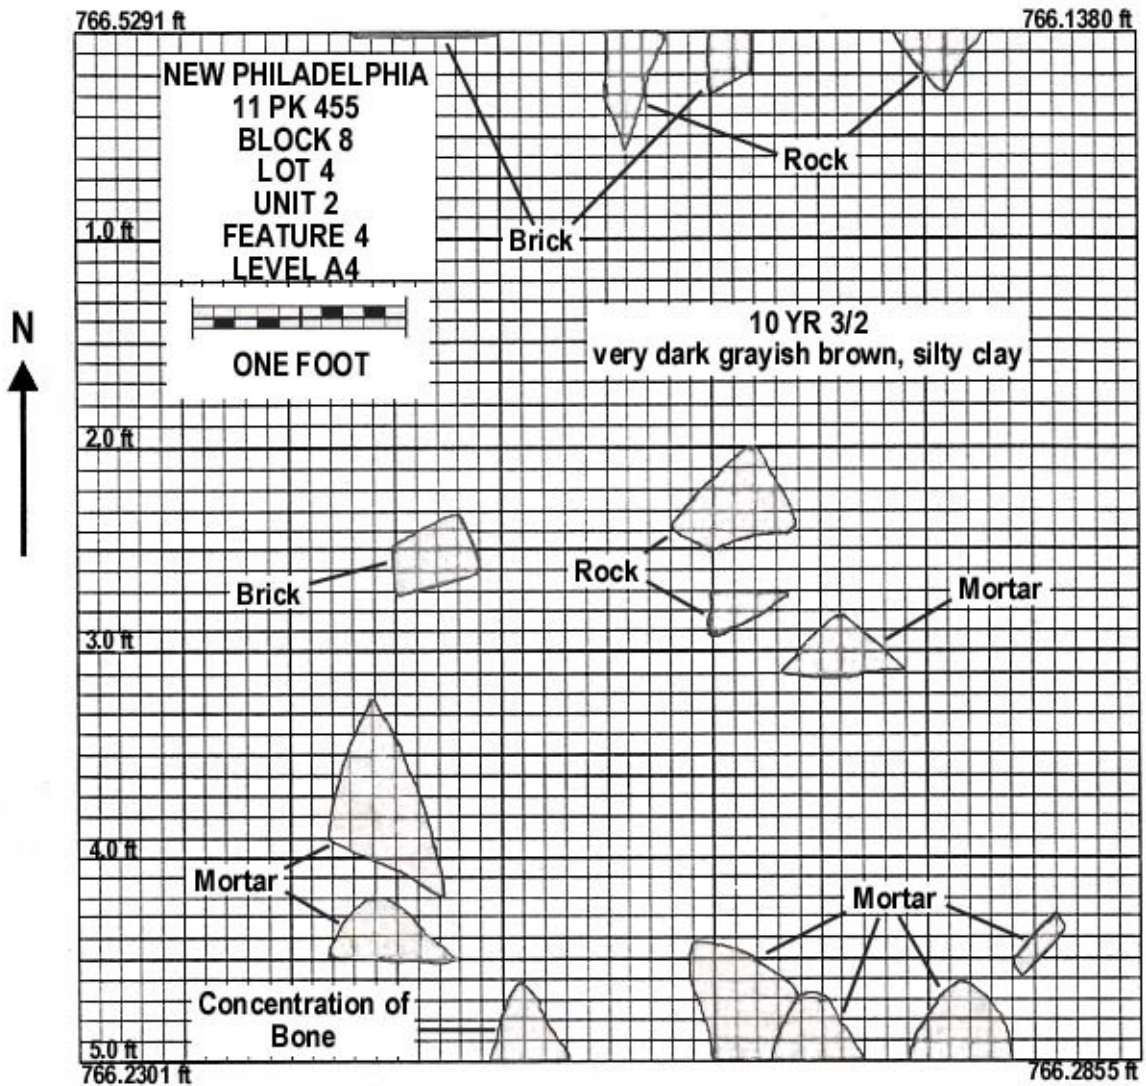 766.5291 ft
766.1380 ft
NEW PHILADELPHIA
11 PK 455
BLOCK 8
LOT 4
UNIT 2
FEATURE 4
LEVEL A4
ONE FOOT
Rock
Brick
1.0 ft
N
10 YR 3/2
very dark grayish brown, silty clay
2.0 ft
Brick
Rock
Mortar
3.0 ft
4.0 ft
Mortar
Mortar
Concentration of
Bone
5.0 ft
766.2301 ft
766.2855 ft